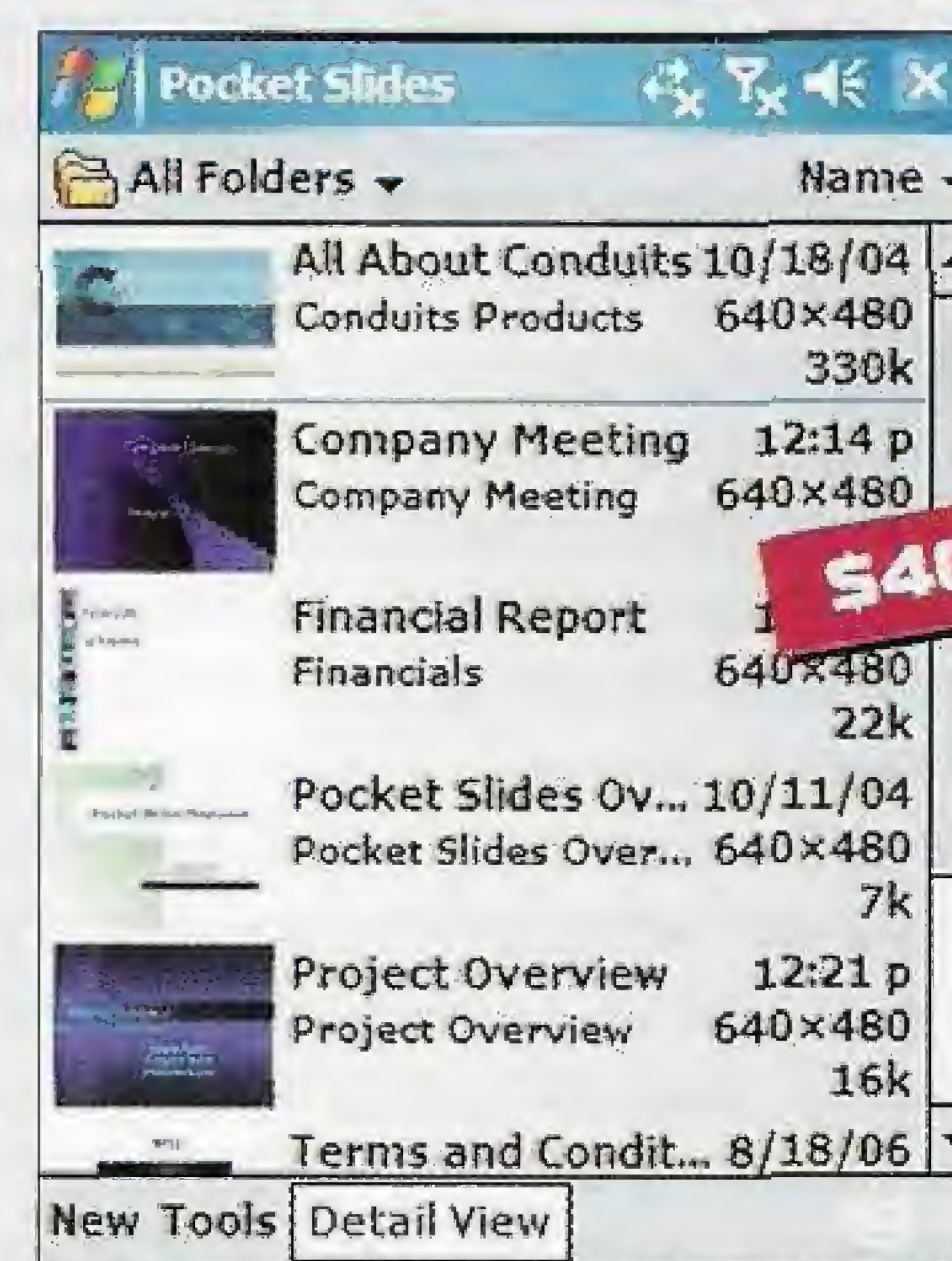 Pocket Slides
All Folders Name
All About Conduits 10/18/04
Conduits Products 640×480
330k
Company Meeting 12:14 p
Company Meeting 640×480
Financial Report
Financials 640×480
22k
Pocket Slides Ov... 10/11/04
Pocket Slides Over... 640×480
7k
Project Overview 12:21 p
Project Overview 640×480
16k
Terms and Condit... 8/18/06
New Tools Detail View